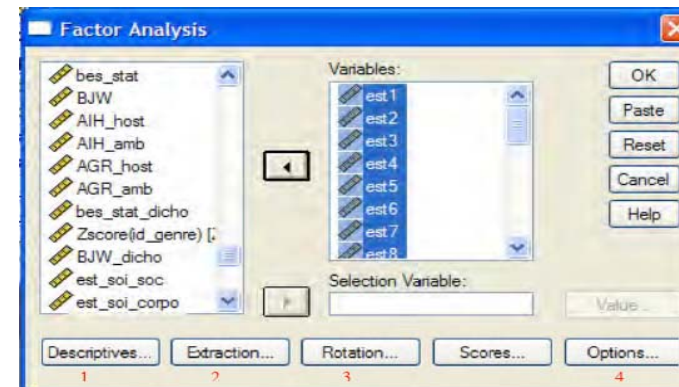 Factor Analysis
bes_stat
BJW
AIH_host
AIH_amb
AGR_host
AGR_amb
bes_stat_dicho
Zscore(id_genre) [
BJW_dicho
est_soi_soc
est_soi_corpo
Variables:
est1
est2
est3
est4
est5
est6
est7
est8
Selection Variable:
OK
Paste
Reset
Cancel
Help
Value...
Descriptives... Extraction... Rotation... Scores... Options...
1 2 3 4